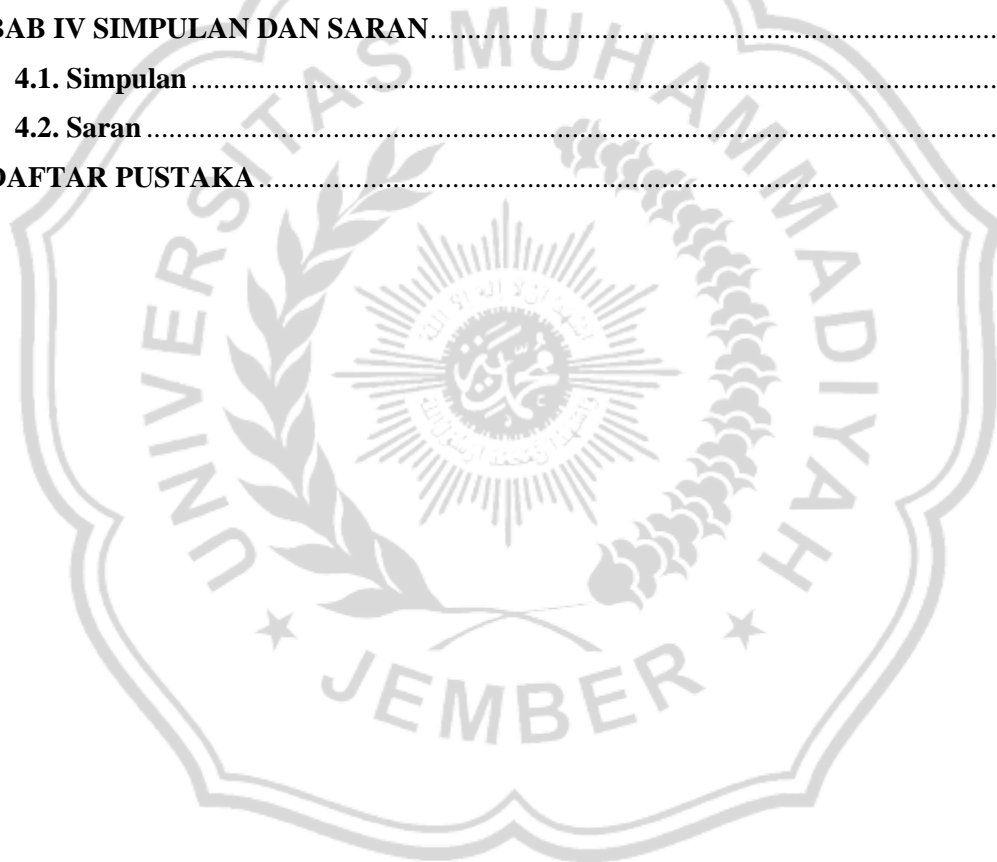 BAB IV SIMPULAN DAN SARAN........................................................................................
4.1. Simpulan........................................................................................
4.2. Saran........................................................................................
DAFTAR PUSTAKA........................................................................................
UNIVERSITAS MUHAMMADIYAH
JEMBER